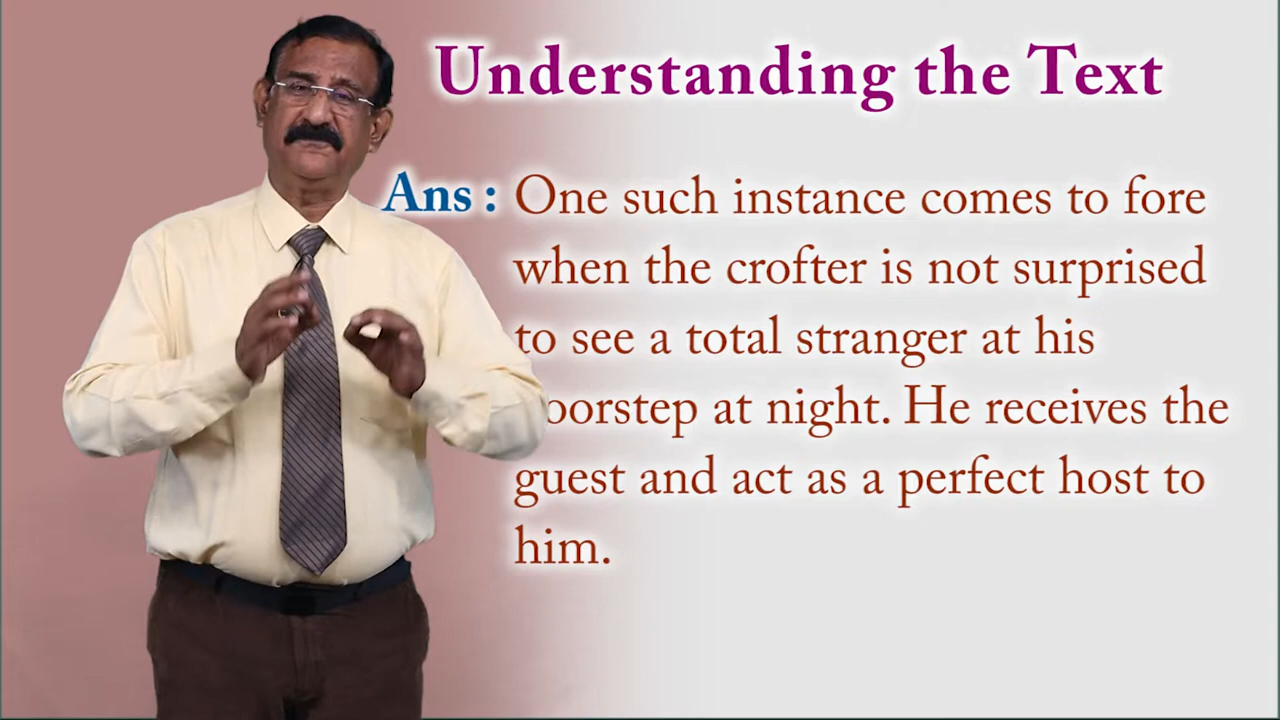 Understanding the Text
Ans : One such instance comes to fore
when the crofter is not surprised
to see a total stranger at his
oorstep at night. He receives the
guest and act as a perfect host to
him.